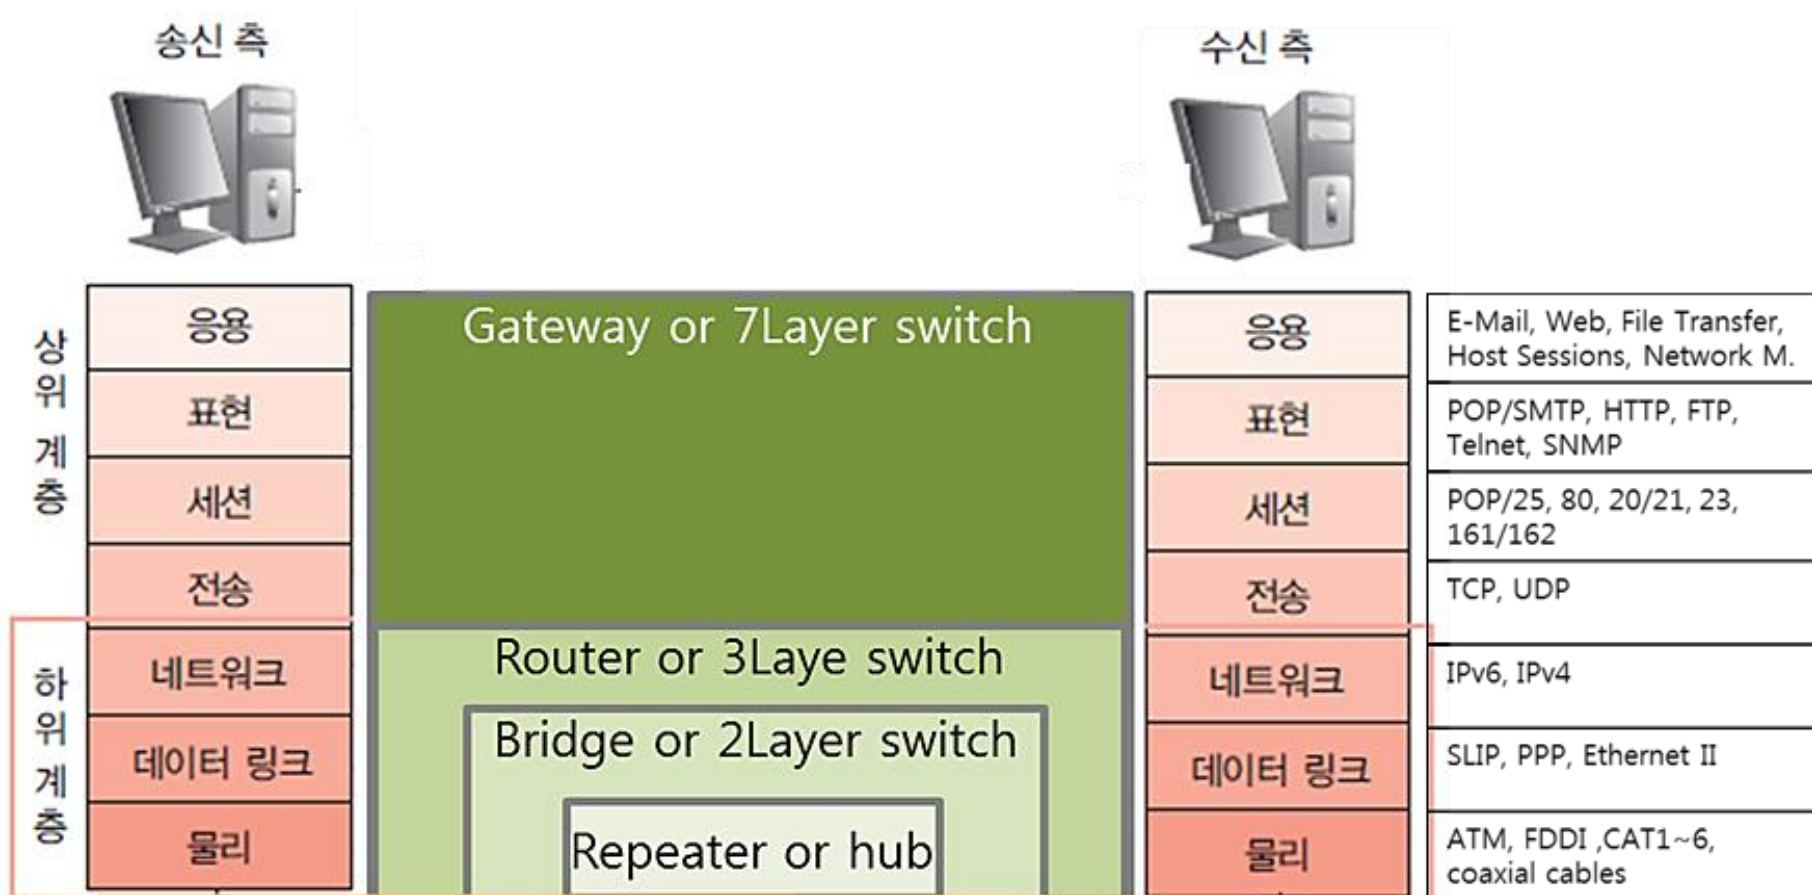 송신 측
수신 측
상위계층
응용
표현
세션
전송
하위계층
네트워크
데이터 링크
물리
Gateway or 7Layer switch
Router or 3Laye switch
Bridge or 2Layer switch
Repeater or hub
응용
표현
세션
전송
네트워크
데이터 링크
물리
E-Mail, Web, File Transfer,
Host Sessions, Network M.
POP/SMTP, HTTP, FTP,
Telnet, SNMP
POP/25, 80, 20/21, 23,
161/162
TCP, UDP
IPv6, IPv4
SLIP, PPP, Ethernet II
ATM, FDDI ,CAT1~6,
coaxial cables